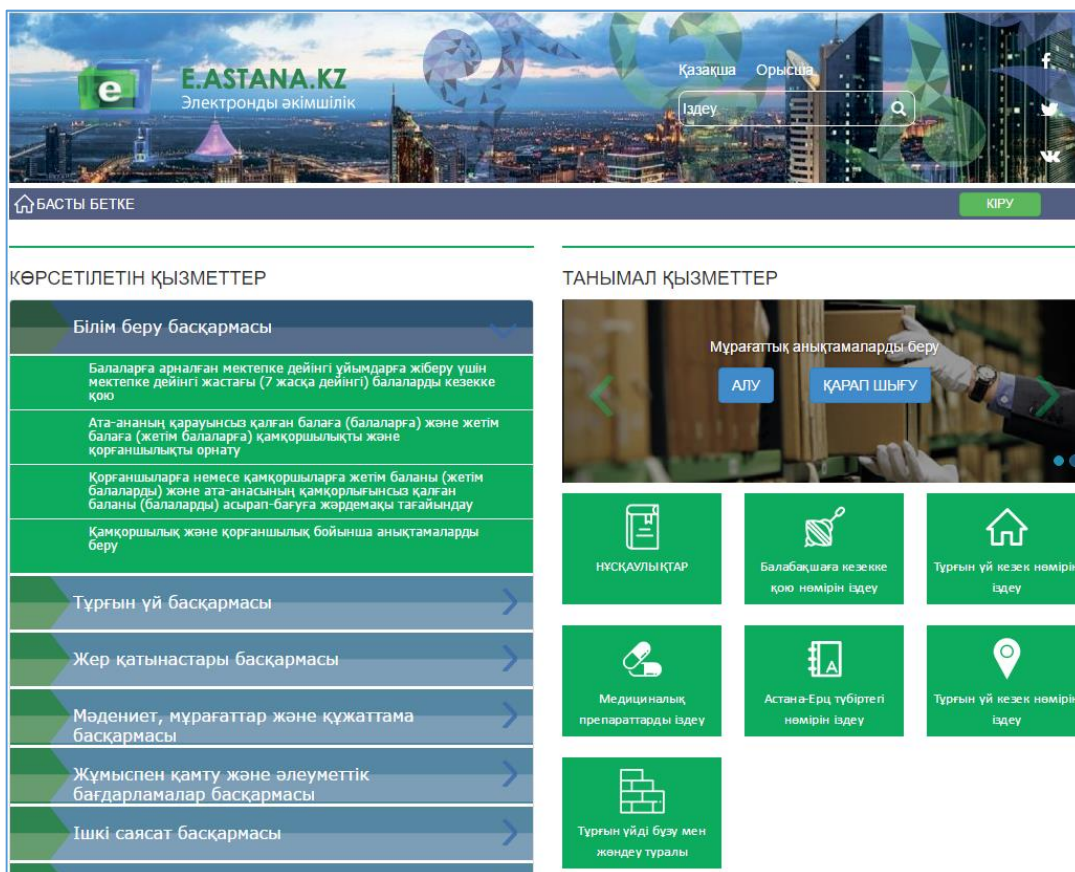 e
E.ASTANA.KZ
Электронды әкімшілік
Қазақша Орысша
Іздеу
БАСТЫ БЕТКЕ
КІРУ
КӨРСЕТІЛЕТІН ҚЫЗМЕТТЕР
Білім беру басқармасы
Балаларға арналған мектепке дейінгі ұйымдарға жіберу үшін
мектепке дейінгі жастағы (7 жасқа дейінгі) балаларды кезекке
қою
Ата-ананың қарауынсыз қалған балаға (балаларға) және жетім
балаға (жетім балаларға) қамқоршылықты және
қорғаншылықты орнату
Қорғаншыларға немесе қамқоршыларға жетім баланы (жетім
балаларды) және ата-анасының қамқорлығынсыз қалған
баланы (балаларды) асырап-бағуға жәрдемақы тағайындау
Қамқоршылық және қорғаншылық бойынша анықтамаларды
беру
Тұрғын үй басқармасы
Жер қатынастары басқармасы
Мәдениет, мұрағаттар және құжаттама
басқармасы
Жұмыспен қамту және әлеуметтік
бағдарламалар басқармасы
Ішкі саясат басқармасы
ТАНЫМАЛ ҚЫЗМЕТТЕР
Мұрағаттық анықтамаларды беру
АЛУ
ҚАРАП ШЫҒУ
НҰСҚАУЛЫҚТАР
Балабақшаға кезекке
қою нөмірін іздеу
Тұрғын үй кезек нөмірін
іздеу
Медициналық
препараттарды іздеу
Астана-Ерц түбіртегі
нөмірін іздеу
Тұрғын үй кезек нөмірін
іздеу
Тұрғын үйді бұзу мен
жөндеу туралы